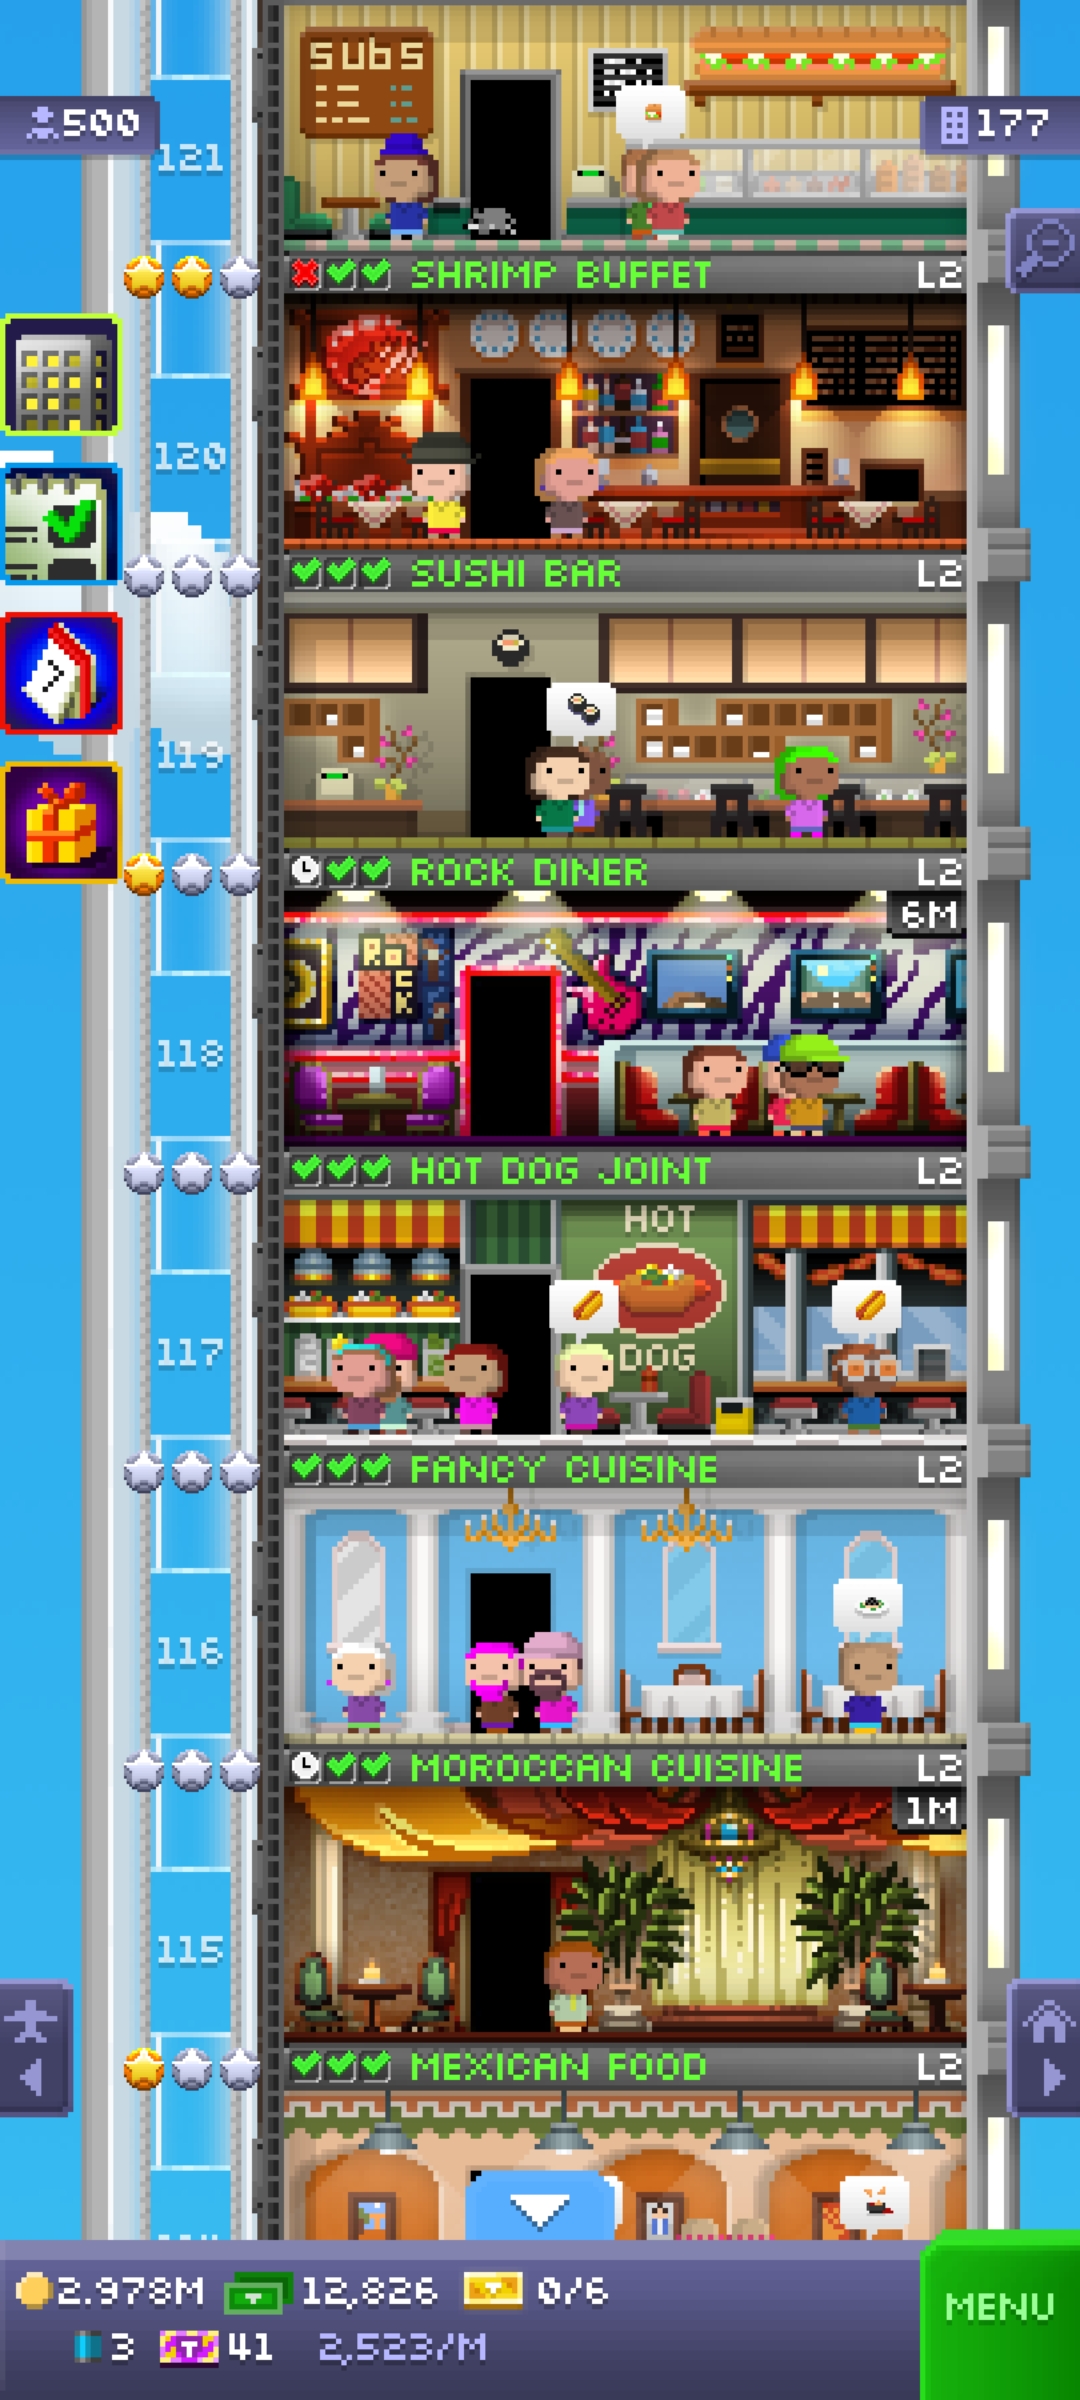 SUBS
500
177
121
SHRIMP BUFFET L2
120
SUSHI BAR L2
119
ROCK DINER L2
6M
ROCK
118
HOT DOG JOINT L2
HOT
117
DOG
FANCY CUISINE L2
116
MOROCCAN CUISINE L2
1M
115
MEXICAN FOOD L2
2.978M 12,826 0/6
MENU
3 41 2,523/M